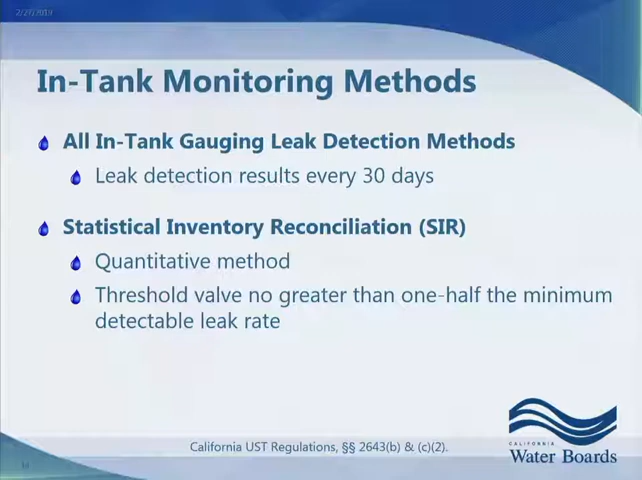 2/27/2019
In-Tank Monitoring Methods
All In-Tank Gauging Leak Detection Methods
Leak detection results every 30 days
Statistical Inventory Reconciliation (SIR)
Quantitative method
Threshold valve no greater than one-half the minimum
detectable leak rate
California UST Regulations, §§ 2643(b) & (c)(2).
CALIFORNIA
Water Boards